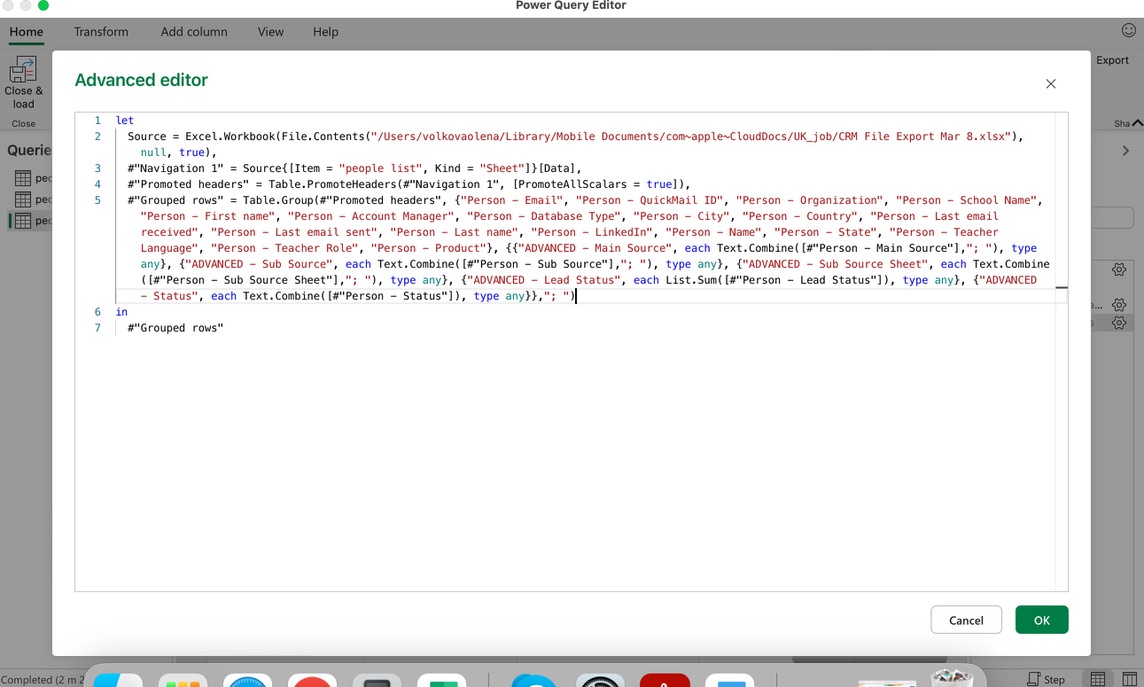 Power Query Editor
Home Transform Add column View Help
Close & load
Close
Export
Sha
Querie
Advanced editor
1 let
2 Source = Excel.Workbook(File.Contents("/Users/volkovaolena/Library/Mobile Documents/com~apple~CloudDocs/UK_job/CRM File Export Mar 8.xlsx"),
null, true),
3 #"Navigation 1" = Source{[Item = "people list", Kind = "Sheet"]}[Data],
4 #"Promoted headers" = Table.PromoteHeaders(#"Navigation 1", [PromoteAllScalars = true]),
5 #"Grouped rows" = Table.Group(#"Promoted headers", {"Person – Email", "Person – QuickMail ID", "Person – Organization", "Person – School Name",
"Person – First name", "Person – Account Manager", "Person – Database Type", "Person – City", "Person – Country", "Person – Last email
received", "Person – Last email sent", "Person – Last name", "Person – LinkedIn", "Person – Name", "Person – State", "Person – Teacher
Language", "Person – Teacher Role", "Person – Product"}, {{"ADVANCED – Main Source", each Text.Combine([#"Person – Main Source"],"; "), type
any}, {"ADVANCED – Sub Source", each Text.Combine([#"Person – Sub Source"],"; "), type any}, {"ADVANCED – Sub Source Sheet", each Text.Combine
([#"Person – Sub Source Sheet"],"; "), type any}, {"ADVANCED – Lead Status", each List.Sum([#"Person – Lead Status"]), type any}, {"ADVANCED
– Status", each Text.Combine([#"Person – Status"]), type any}},"; ")
6 in
7 #"Grouped rows"
Cancel OK
Completed (2 m 2
Step